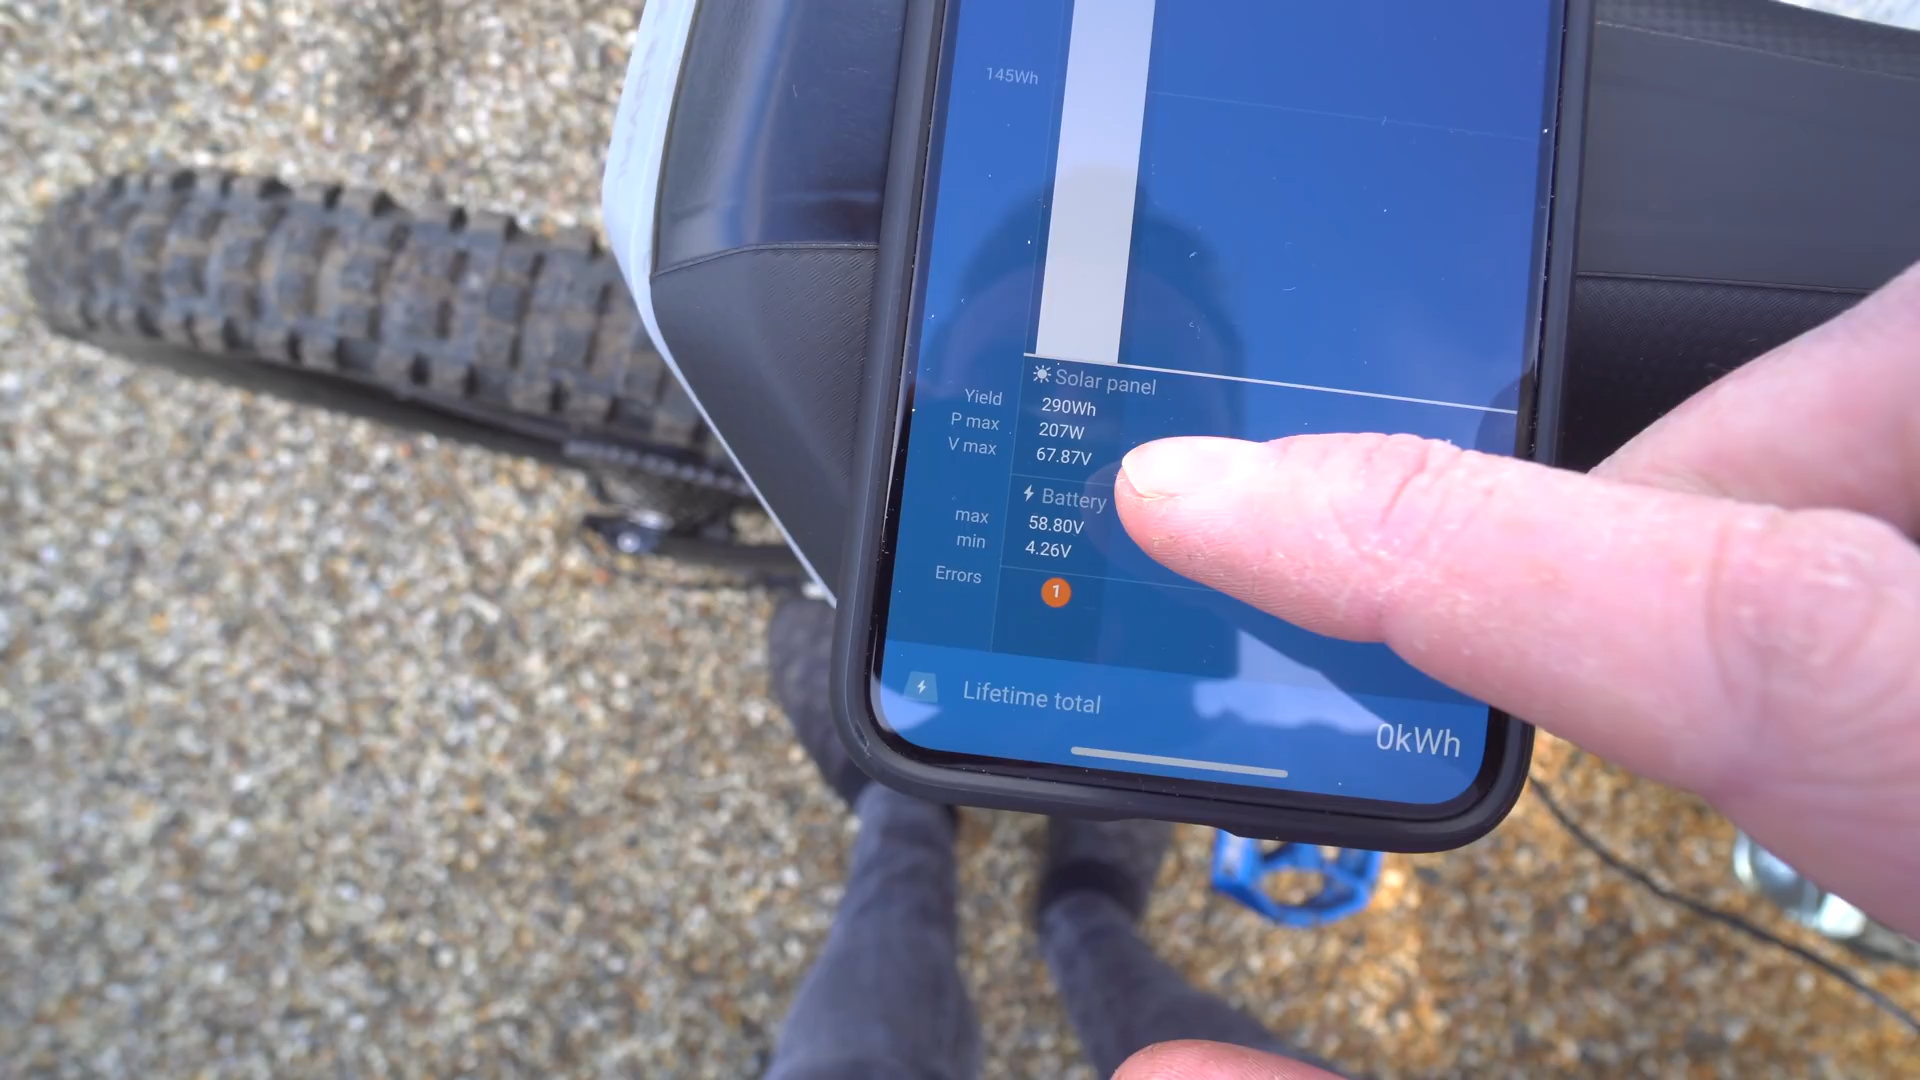 145Wh
Solar panel
Yield 290Wh
P max 207W
V max 67.87V
Battery
max 58.80V
min 4.26V
Errors 1
Lifetime total
0kWh